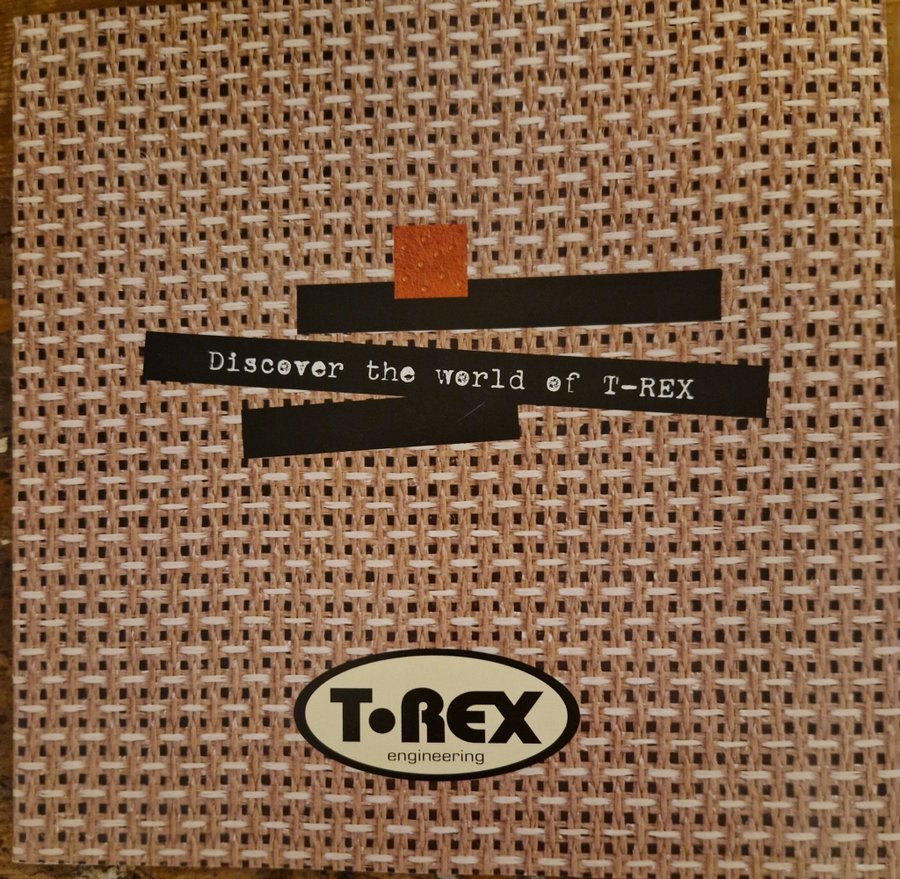 Discover the world of T-REX
T•REX
engineering